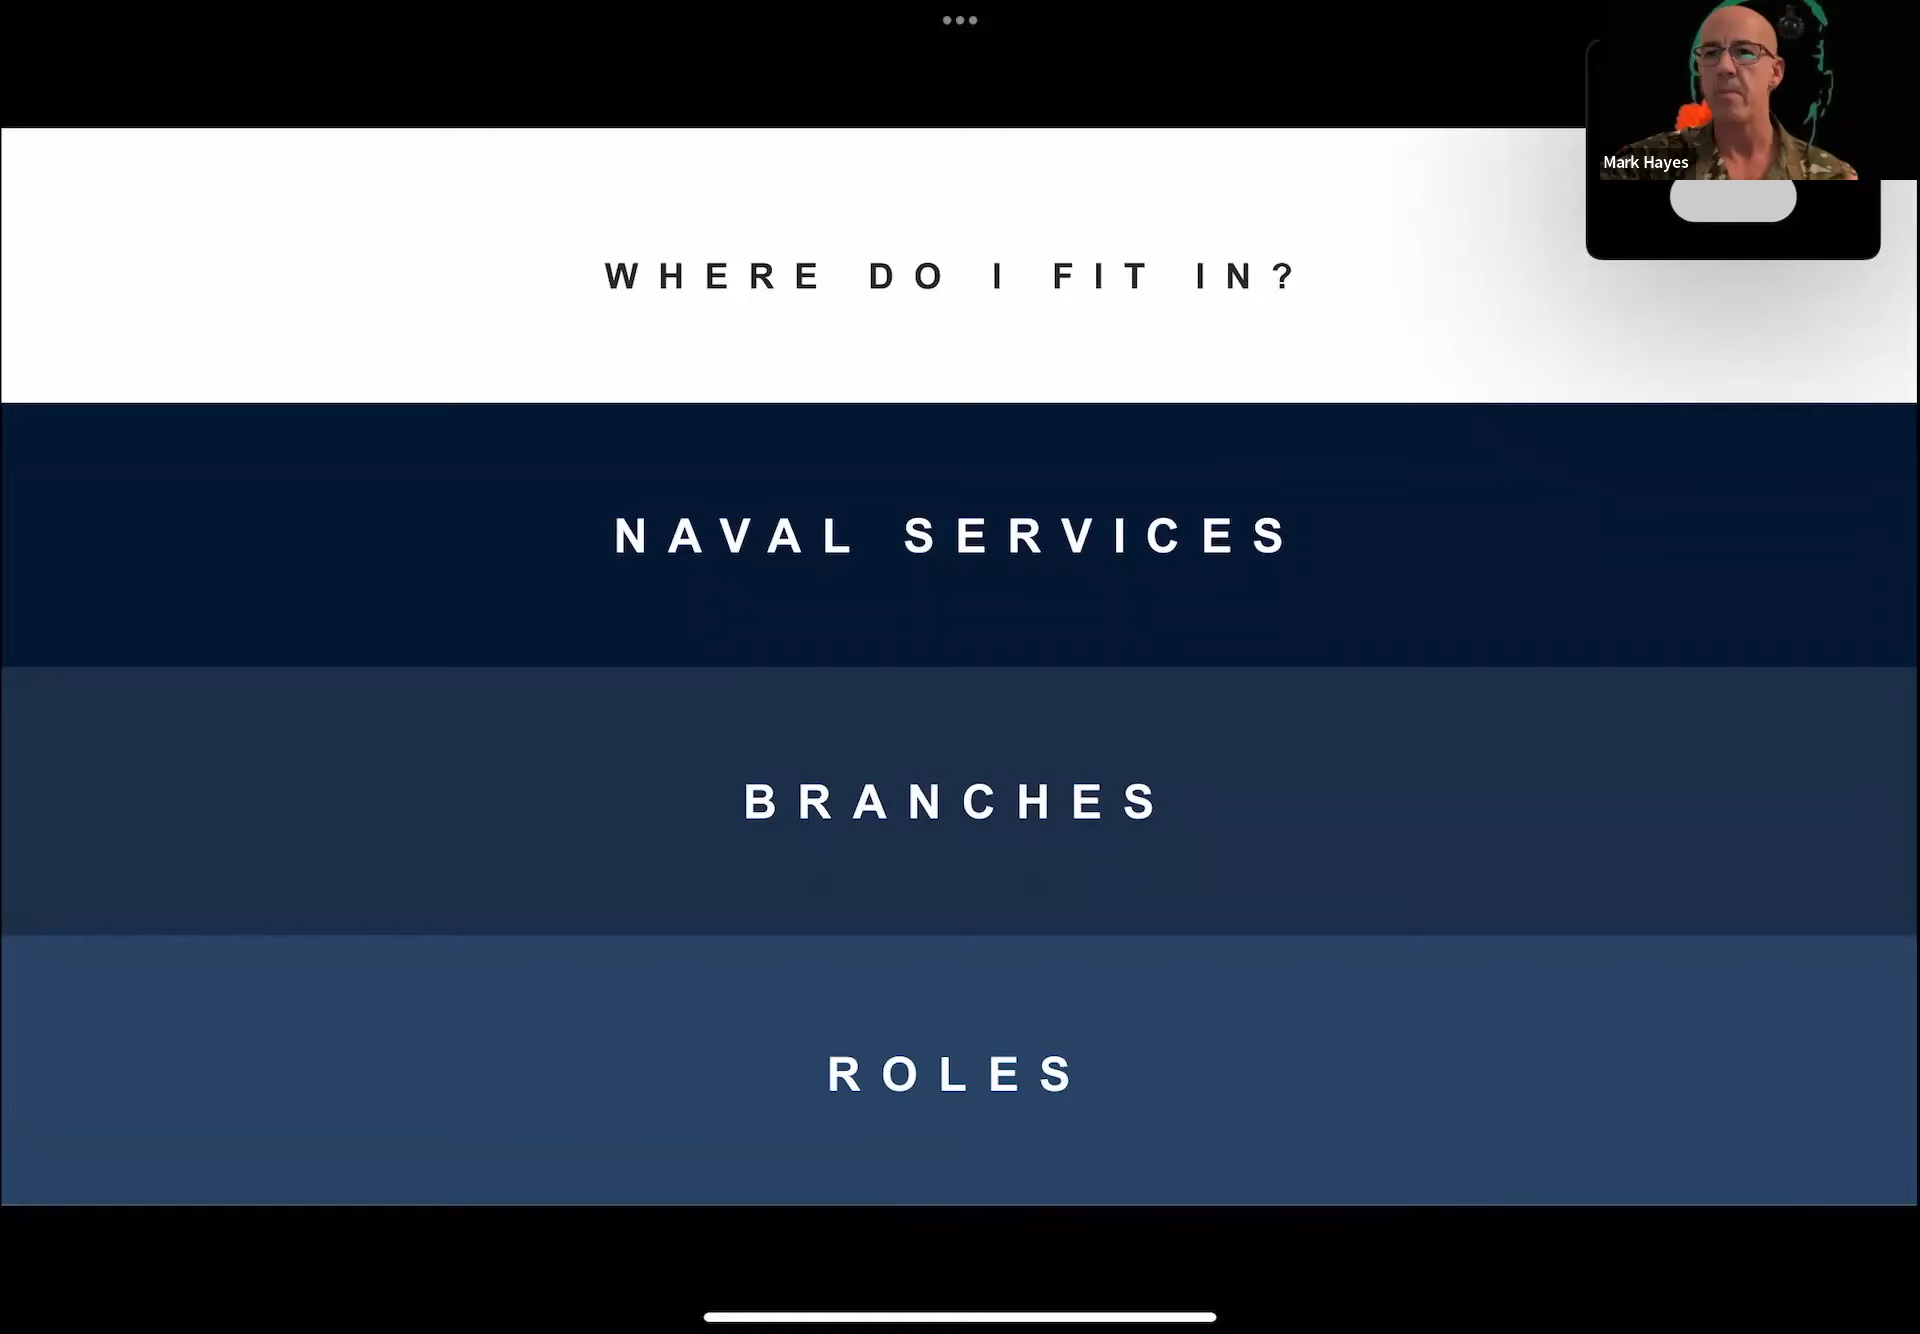 Mark Hayes
WHERE DO I FIT IN?
NAVAL SERVICES
BRANCHES
ROLES